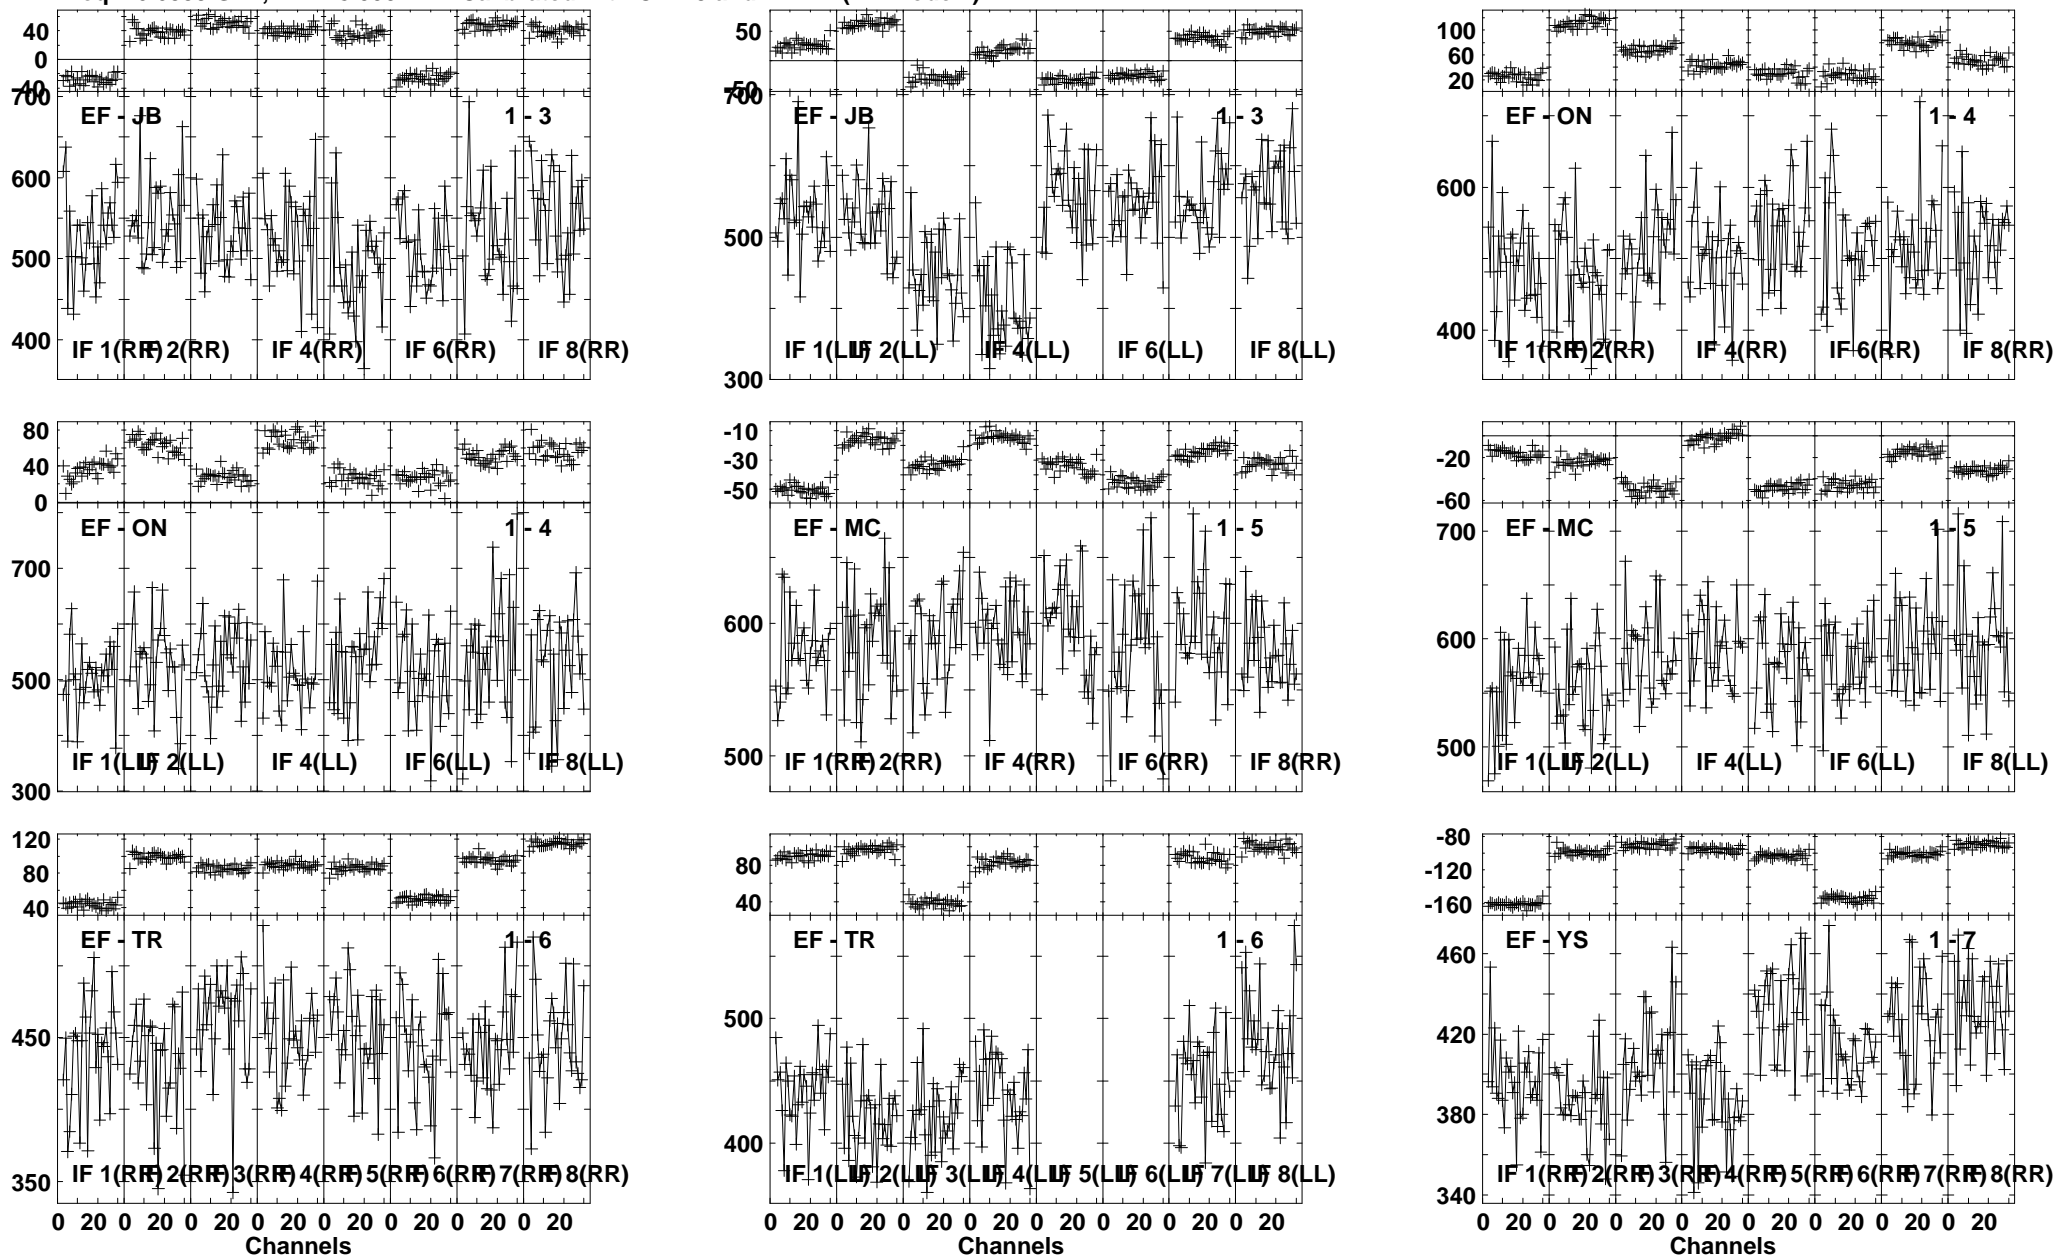 40
0
40
700
EF - JB
1 - 3
600
500
400
IF 1(RR)
IF 2(RR)
IF 4(RR)
IF 6(RR)
IF 8(RR)
50
-50
700
EF - JB
1 - 3
500
300
IF 1(LL)
IF 2(LL)
IF 4(LL)
IF 6(LL)
IF 8(LL)
100
60
20
EF - ON
1 - 4
600
400
IF 1(RR)
IF 2(RR)
IF 4(RR)
IF 6(RR)
IF 8(RR)
80
40
0
EF - ON
1 - 4
700
500
300
IF 1(LL)
IF 2(LL)
IF 4(LL)
IF 6(LL)
IF 8(LL)
-10
-30
-50
EF - MC
1 - 5
600
500
IF 1(RR)
IF 2(RR)
IF 4(RR)
IF 6(RR)
IF 8(RR)
-20
-60
EF - MC
1 - 5
700
600
500
IF 1(LL)
IF 2(LL)
IF 4(LL)
IF 6(LL)
IF 8(LL)
120
80
40
EF - TR
1 - 6
450
350
IF 1(RR)
IF 2(RR)
IF 3(RR)
IF 4(RR)
IF 5(RR)
IF 6(RR)
IF 7(RR)
IF 8(RR)
0 20 0 20 0 20 0 20 0 20 0 20 0 20 0 20
Channels
80
40
EF - TR
1 - 6
500
400
IF 1(LL)
IF 2(LL)
IF 3(LL)
IF 4(LL)
IF 5(LL)
IF 6(LL)
IF 7(LL)
IF 8(LL)
0 20 0 20 0 20 0 20 0 20 0 20 0 20 0 20
Channels
-80
-120
-160
EF - YS
1 - 7
460
420
380
340
IF 1(RR)
IF 2(RR)
IF 3(RR)
IF 4(RR)
IF 5(RR)
IF 6(RR)
IF 7(RR)
IF 8(RR)
0 20 0 20 0 20 0 20 0 20 0 20 0 20 0 20
Channels